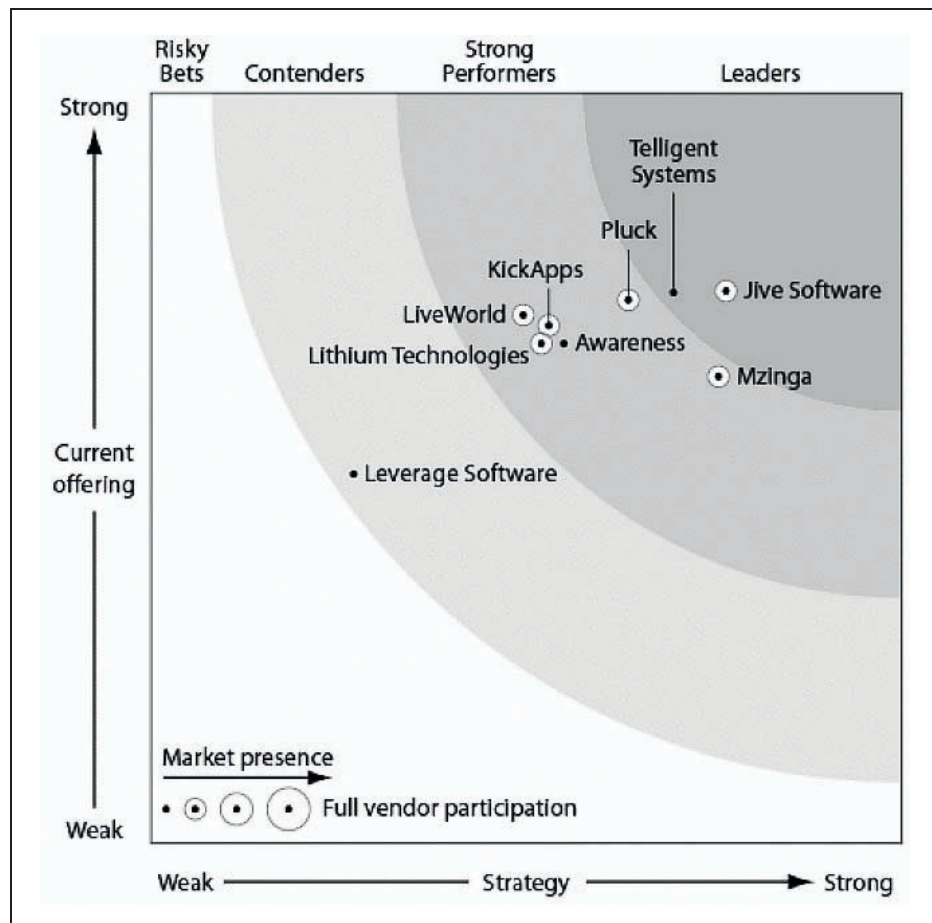 Risky
Bets
Contenders
Strong
Performers
Leaders
Strong
Telligent
Systems
Pluck
KickApps
Jive Software
LiveWorld
Awareness
Lithium Technologies
Mzinga
Current
offering
Leverage Software
Market presence
Full vendor participation
Weak
Weak
Strategy
Strong